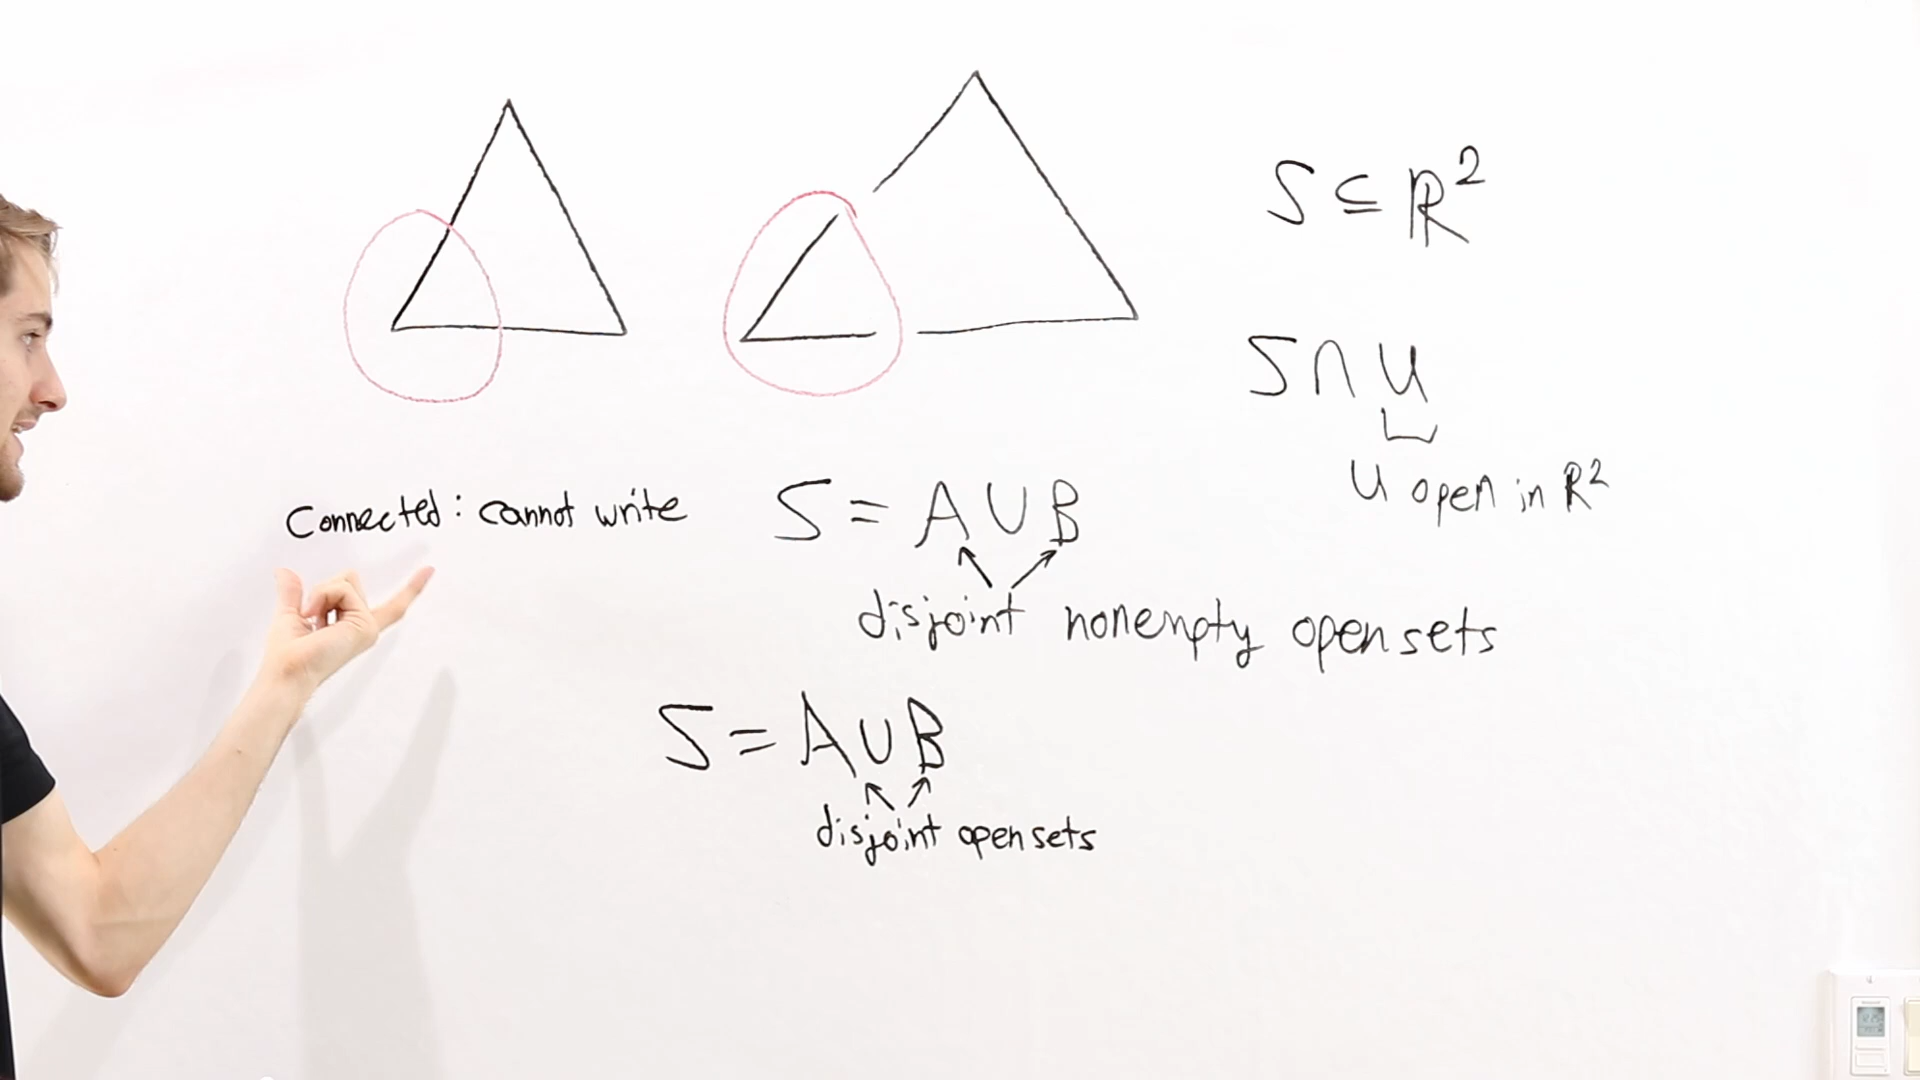 S ⊆ ℝ²
S ∩ U
U open in ℝ²
Connected: cannot write S = A ∪ B
disjoint nonempty open sets
S = A ∪ B
disjoint open sets